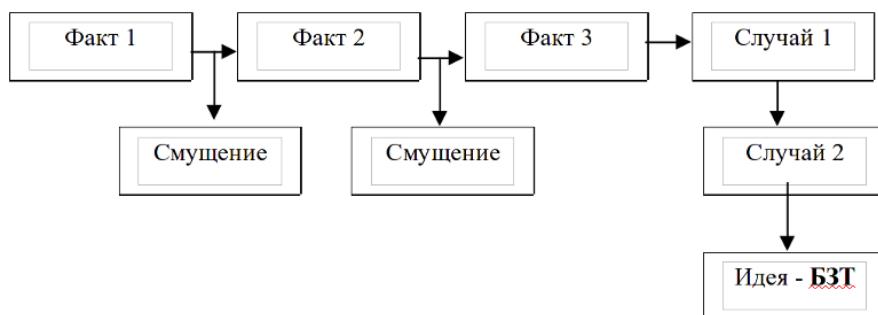 Факт 1
Факт 2
Факт 3
Случай 1
Смущение
Смущение
Случай 2
Идея - БЗТ